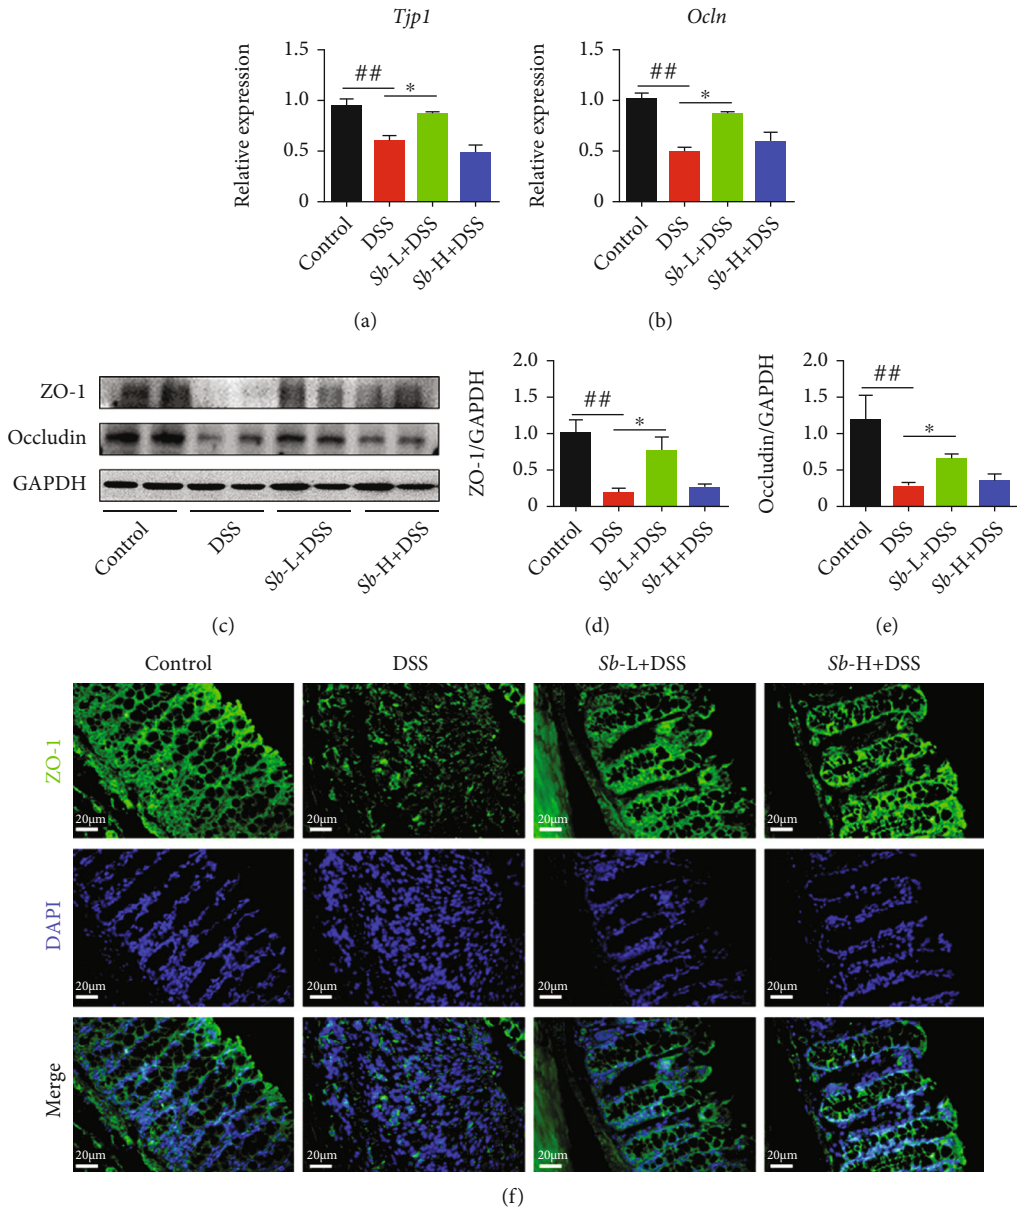 Tjp1
Relative expression
1.5
1.0
0.5
0
##
*
Control
DSS
Sb-L+DSS
Sb-H+DSS
(a)
Ocln
Relative expression
1.5
1.0
0.5
0
##
*
Control
DSS
Sb-L+DSS
Sb-H+DSS
(b)
ZO-1
Occludin
GAPDH
Control
DSS
Sb-L+DSS
Sb-H+DSS
(c)
ZO-1/GAPDH
2.0
1.5
1.0
0.5
0
##
*
Control
DSS
Sb-L+DSS
Sb-H+DSS
(d)
Occludin/GAPDH
2.0
1.5
1.0
0.5
0
##
*
Control
DSS
Sb-L+DSS
Sb-H+DSS
(e)
Control DSS Sb-L+DSS Sb-H+DSS
ZO-1
20μm 20μm 20μm 20μm
DAPI
20μm 20μm 20μm 20μm
Merge
20μm 20μm 20μm 20μm
(f)